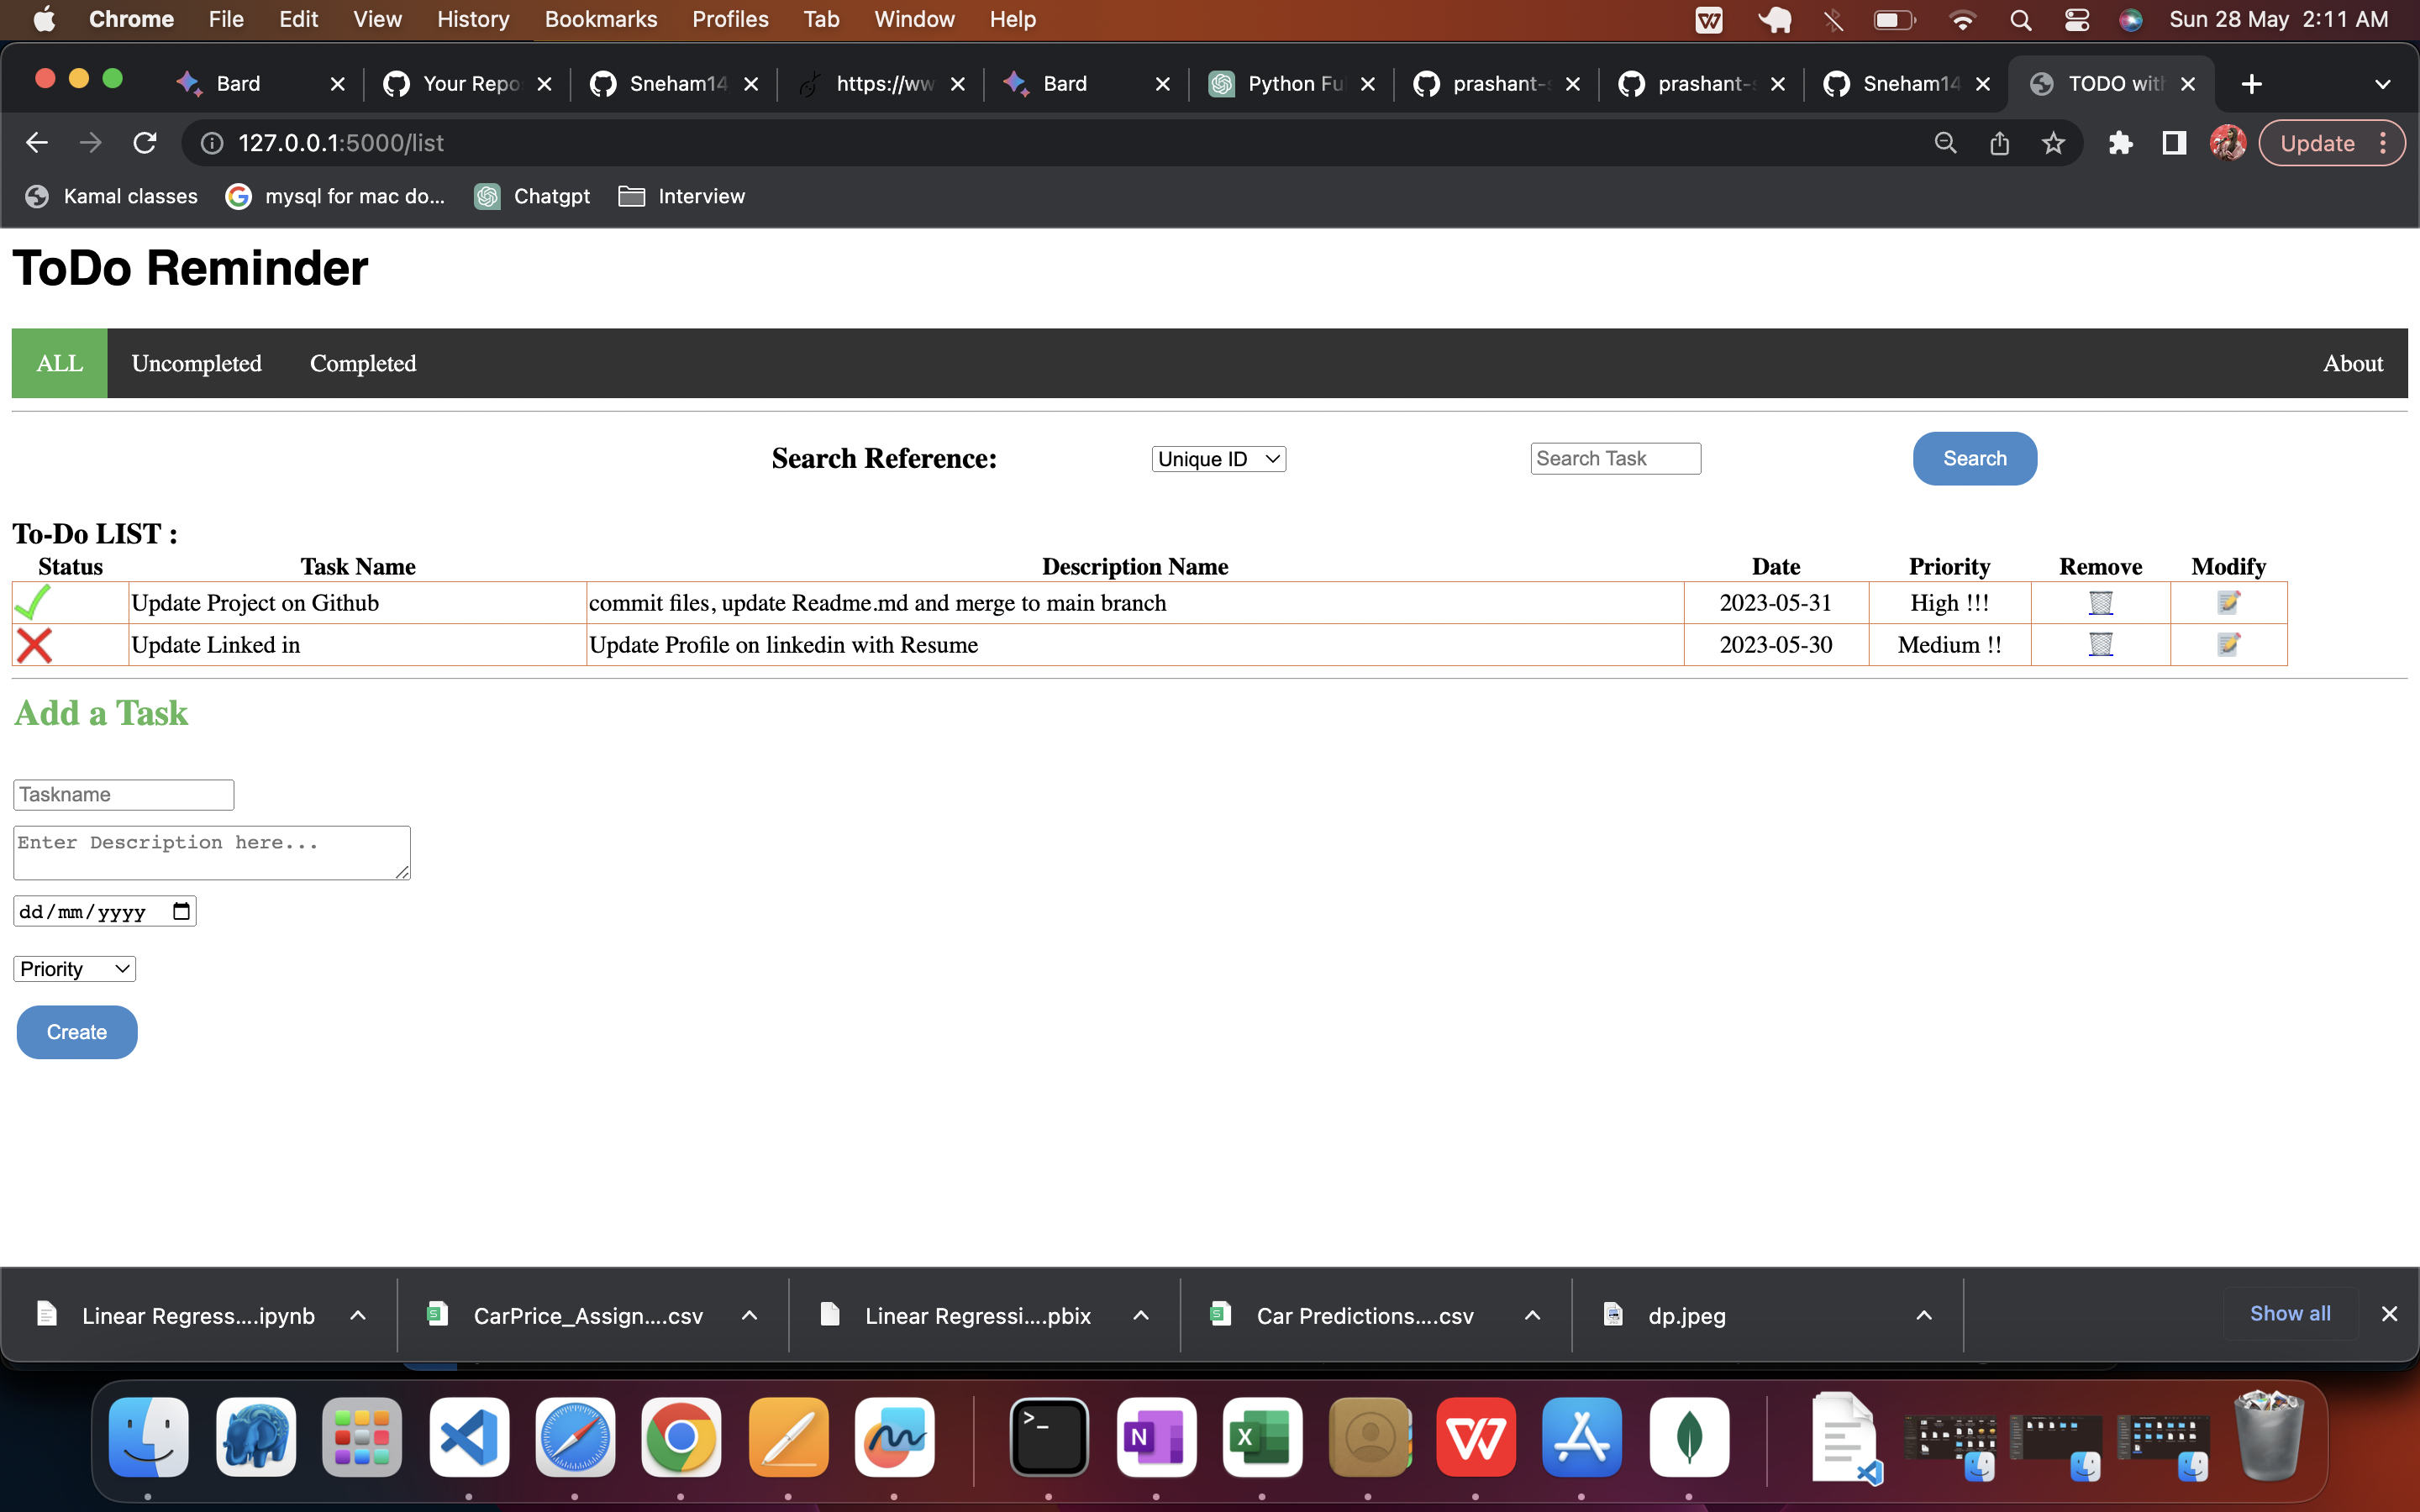 Chrome File Edit View History Bookmarks Profiles Tab Window Help Sun 28 May 2:11 AM
Bard Your Repo Sneham14 https://ww Bard Python Fu prashant- prashant- Sneham14 TODO with
127.0.0.1:5000/list Update
Kamal classes mysql for mac do... Chatgpt Interview
ToDo Reminder
ALL Uncompleted Completed About
Search Reference: Unique ID Search Task Search
To-Do LIST :
Status Task Name Description Name Date Priority Remove Modify
Update Project on Github commit files, update Readme.md and merge to main branch 2023-05-31 High !!!
Update Linked in Update Profile on linkedin with Resume 2023-05-30 Medium !!
Add a Task
Taskname
Enter Description here...
dd/mm/yyyy
Priority
Create
Linear Regress....ipynb CarPrice_Assign....csv Linear Regressi....pbix Car Predictions....csv dp.jpeg Show all